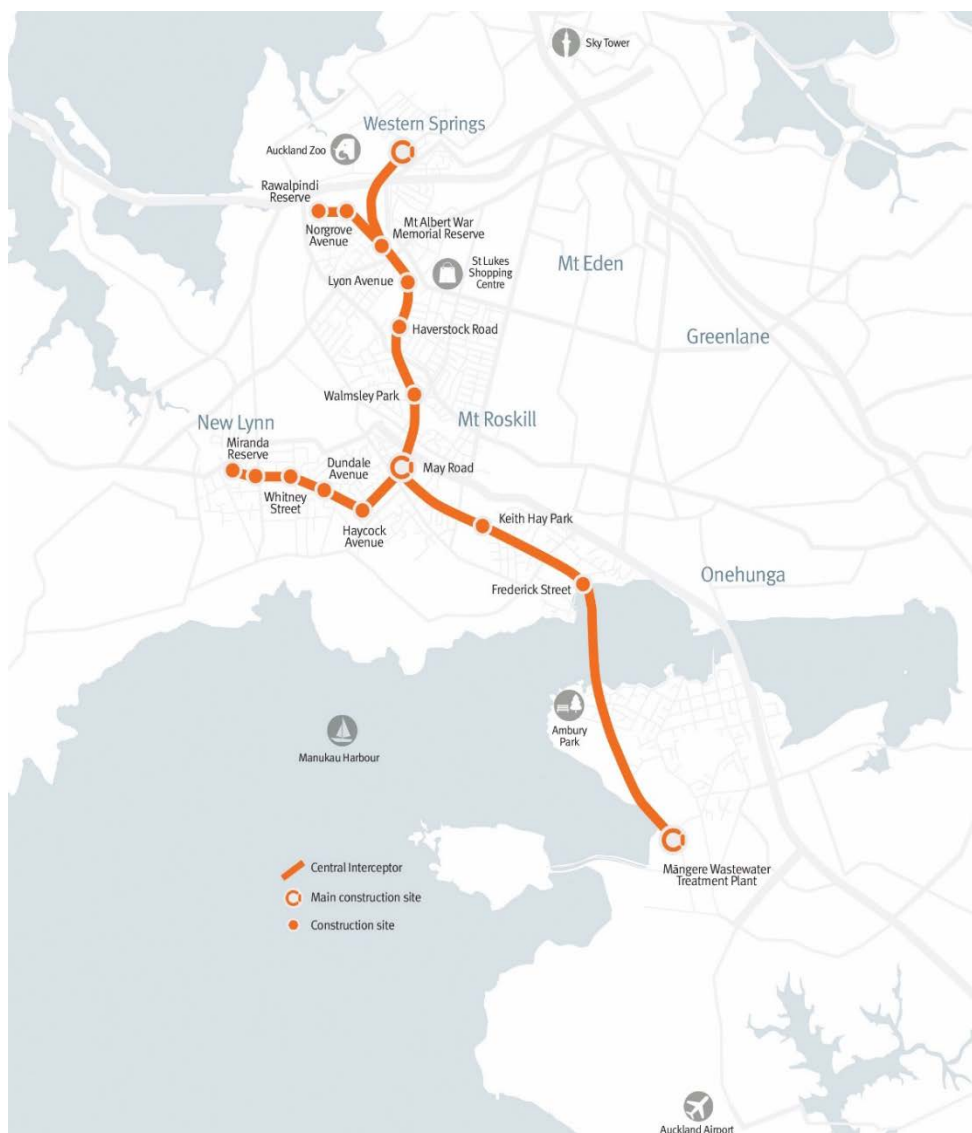 Sky Tower
Western Springs
Auckland Zoo
Rawalpindi
Reserve
Norgrove
Avenue
Mt Albert War
Memorial Reserve
St Lukes
Shopping
Centre
Mt Eden
Lyon Avenue
Haverstock Road
Greenlane
Walmsley Park
New Lynn
Mt Roskill
Miranda
Reserve
Dundale
Avenue
May Road
Whitney
Street
Haycock
Avenue
Keith Hay Park
Onehunga
Frederick Street
Ambury
Park
Manukau Harbour
Māngere Wastewater
Treatment Plant
Central Interceptor
Main construction site
Construction site
Auckland Airport